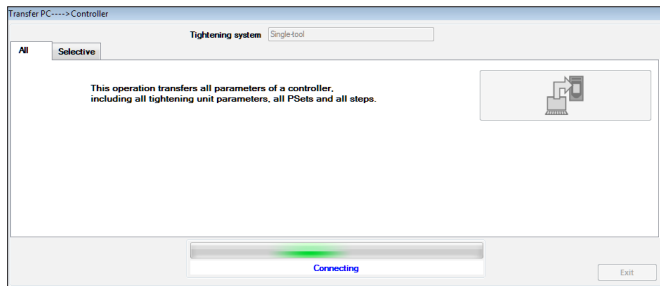 Transfer PC---->Controller
Tightening system Single-tool
All Selective
This operation transfers all parameters of a controller,
including all tightening unit parameters, all PSets and all steps.
Connecting
Exit